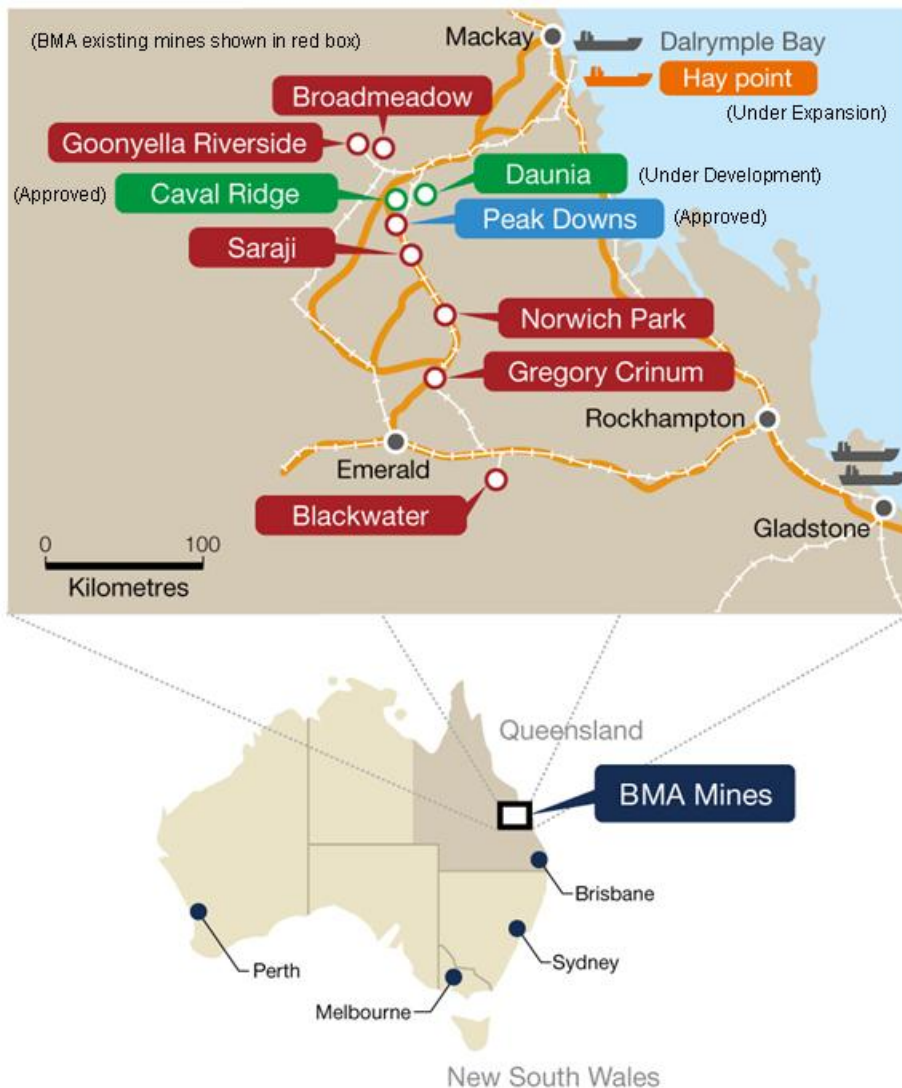 (BMA existing mines shown in red box)
Mackay
Dalrymple Bay
Hay point
(Under Expansion)
Broadmeadow
Goonyella Riverside
(Approved)
Caval Ridge
Daunia
(Under Development)
Peak Downs
(Approved)
Saraji
Norwich Park
Gregory Crinum
Rockhampton
Emerald
Blackwater
Gladstone
0 100
Kilometres
Queensland
BMA Mines
Brisbane
Sydney
Perth
Melbourne
New South Wales